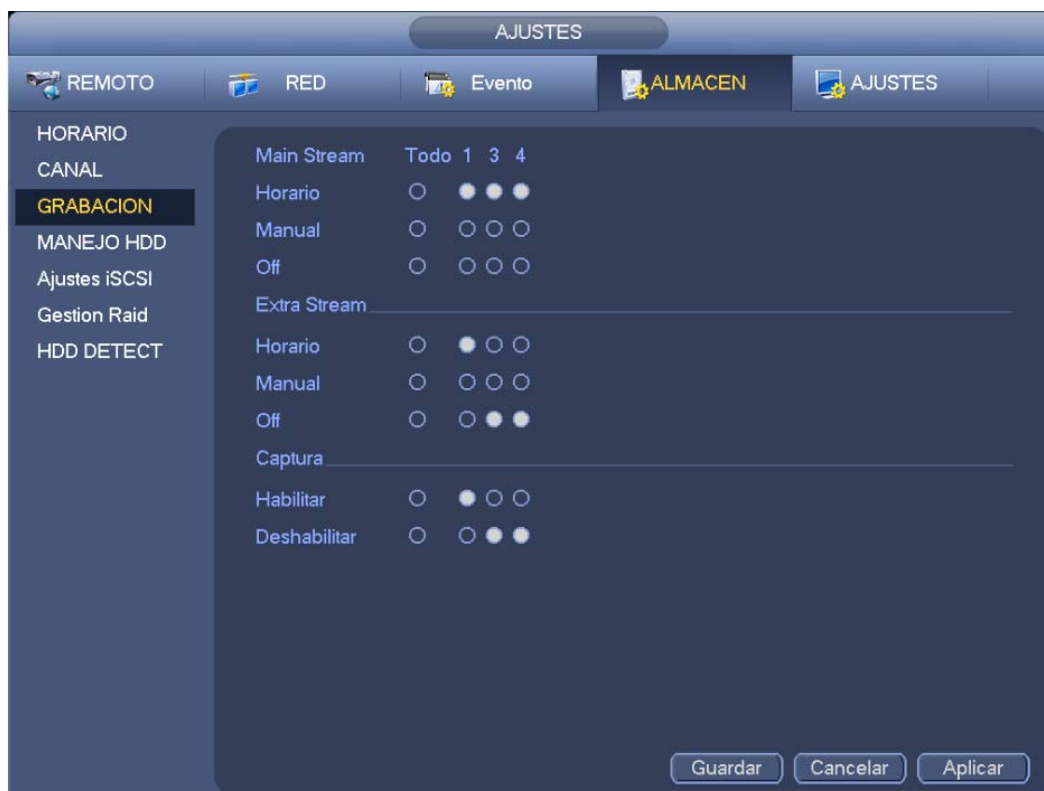 AJUSTES
REMOTO RED Evento ALMACEN AJUSTES
HORARIO
CANAL
GRABACION
MANEJO HDD
Ajustes iSCSI
Gestion Raid
HDD DETECT
Main Stream Todo 1 3 4
Horario
Manual
Off
Extra Stream
Horario
Manual
Off
Captura
Habilitar
Deshabilitar
Guardar Cancelar Aplicar